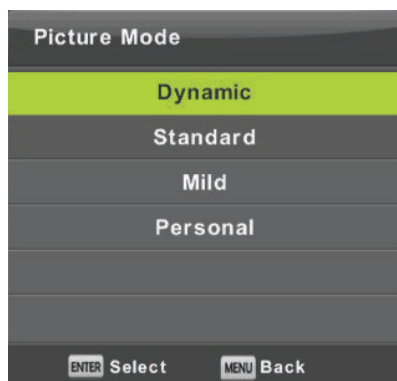 Picture Mode
Dynamic
Standard
Mild
Personal
ENTER Select MENU Back